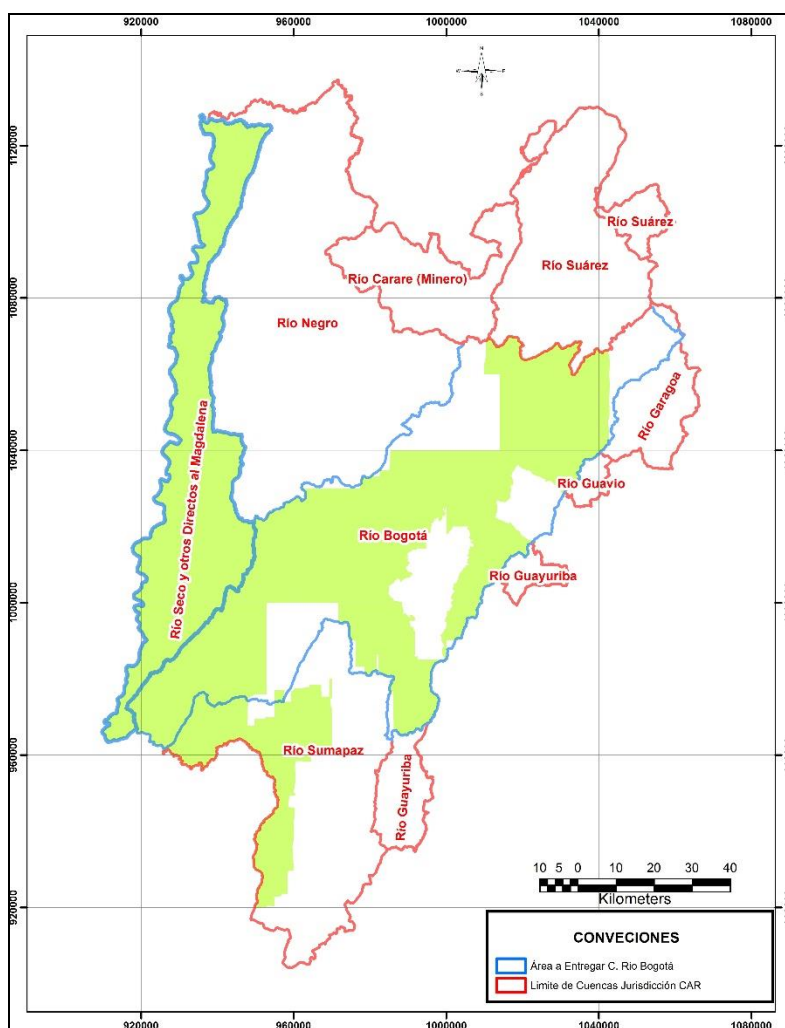 920000 960000 1000000 1040000 1080000
1120000
1080000
1040000
1000000
960000
920000
Río Suárez
Río Suárez
Río Carare (Minero)
Río Negro
Río Garagoa
Río Seco y otros Directos al Magdalena
Río Guavio
Río Bogotá
Río Guayuriba
Río Sumapaz
Río Guayuriba
10 5 0 10 20 30 40
Kilometers
CONVECIONES
Área a Entregar C. Rio Bogotá
Limite de Cuencas Jurisdicción CAR
920000 960000 1000000 1040000 1080000